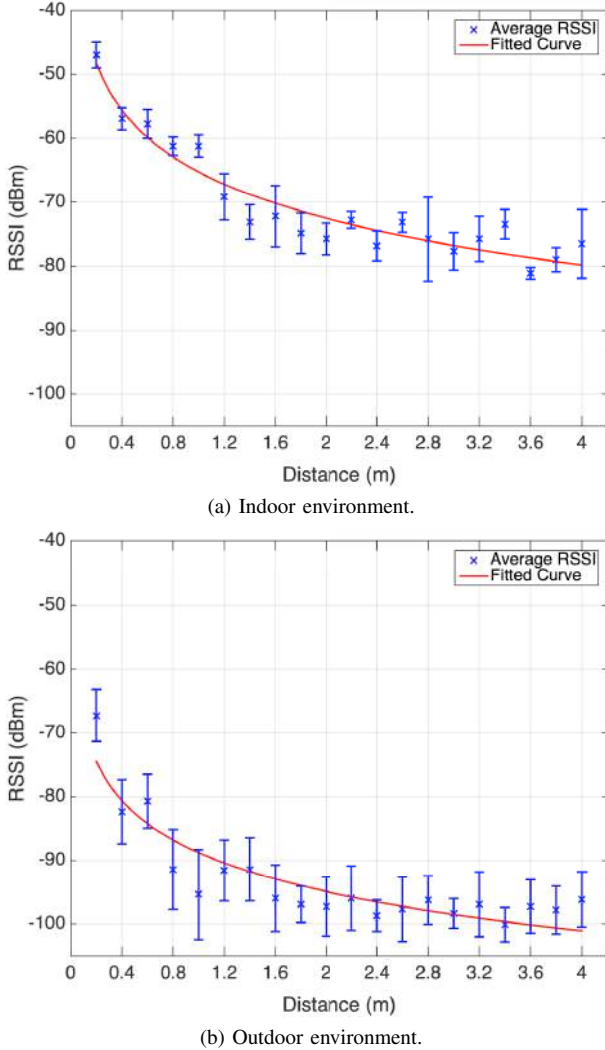 -40
-50
-60
-70
-80
-90
-100
RSSI (dBm)
Average RSSI
Fitted Curve
0 0.4 0.8 1.2 1.6 2 2.4 2.8 3.2 3.6 4
Distance (m)
(a) Indoor environment.
-40
-50
-60
-70
-80
-90
-100
RSSI (dBm)
Average RSSI
Fitted Curve
0 0.4 0.8 1.2 1.6 2 2.4 2.8 3.2 3.6 4
Distance (m)
(b) Outdoor environment.